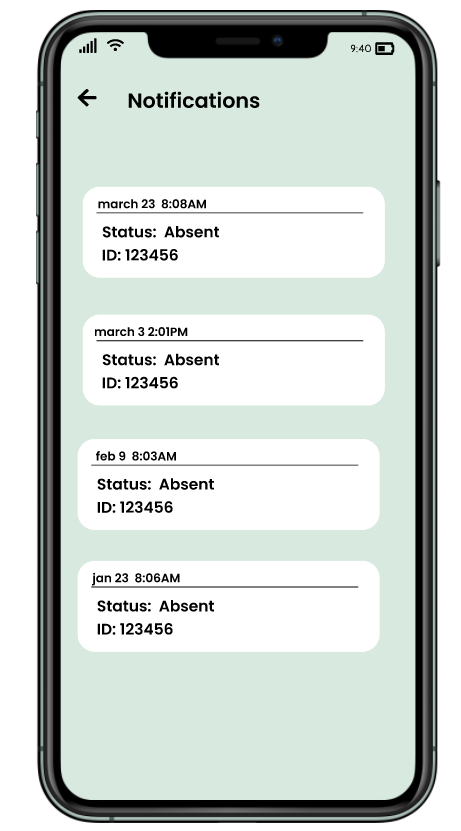 9:40
Notifications
march 23 8:08AM
Status: Absent
ID: 123456
march 3 2:01PM
Status: Absent
ID: 123456
feb 9 8:03AM
Status: Absent
ID: 123456
jan 23 8:06AM
Status: Absent
ID: 123456